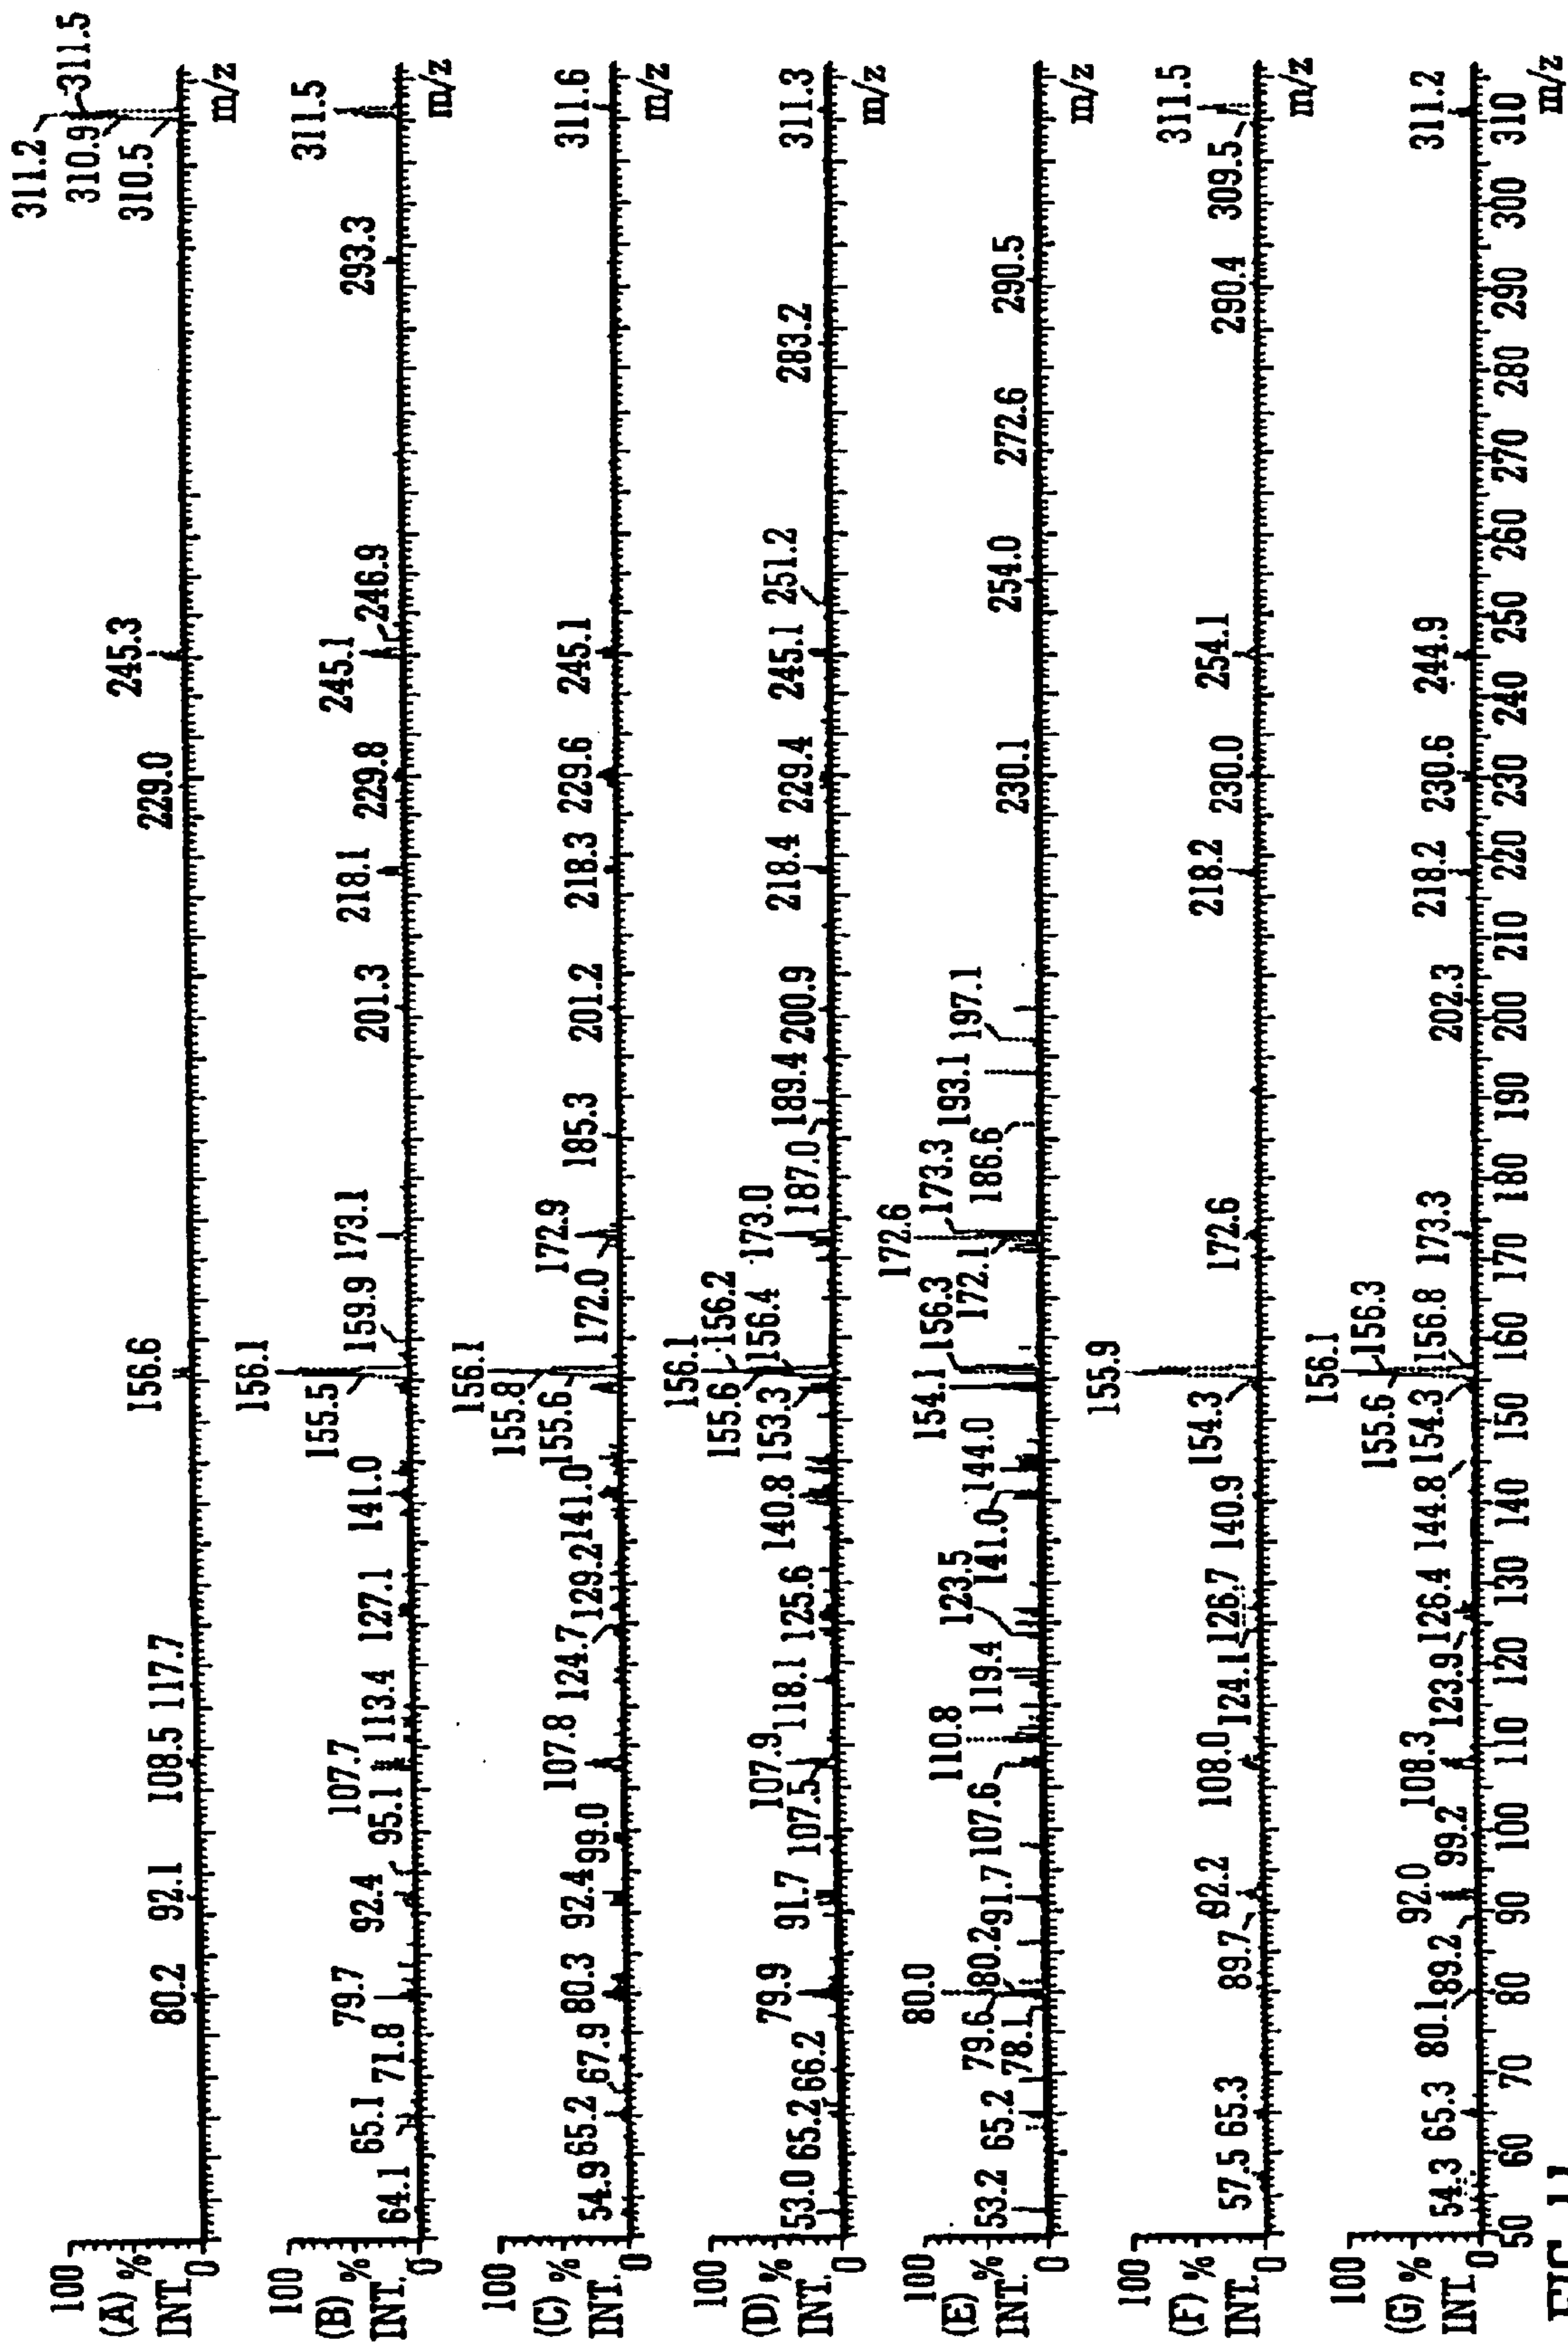 100
(A) %
INT.
0
80.2 92.1 108.5 117.7 156.6 229.0 245.3 311.2 310.9 310.5 311.5
m/z
100
(B) %
INT.
0
64.1 65.1 71.8 79.7 92.4 95.1 107.7 113.4 127.1 141.0 155.5 156.1 159.9 173.1 201.3 218.1 229.8 245.1 246.9 293.3 311.5
m/z
100
(C) %
INT.
0
54.9 65.2 67.9 80.3 92.4 99.0 107.8 124.7 129.2 141.0 155.6 155.8 156.1 172.0 172.9 185.3 201.2 218.3 229.6 245.1 311.6
m/z
100
(D) %
INT.
0
53.0 65.2 66.2 79.9 91.7 107.5 107.9 118.1 125.6 140.8 153.3 155.6 156.1 156.4 156.2 173.0 187.0 189.4 200.9 218.4 229.4 245.1 251.2 283.2 311.3
m/z
100
(E) %
INT.
0
53.2 65.2 78.1 79.6 80.0 80.2 91.7 107.6 110.8 119.4 123.5 141.0 144.0 154.1 156.3 172.1 172.6 173.3 186.6 193.1 197.1 230.1 254.0 272.6 290.5
m/z
100
(F) %
INT.
0
57.5 65.3 89.7 92.2 108.0 124.1 126.7 140.9 154.3 155.9 172.6 218.2 230.0 254.1 290.4 309.5 311.5
m/z
100
(G) %
INT.
0
54.3 65.3 80.1 89.2 92.0 99.2 108.3 123.9 126.4 144.8 154.3 155.6 156.1 156.3 156.8 173.3 202.3 218.2 230.6 244.9 311.2
50 60 70 80 90 100 110 120 130 140 150 160 170 180 190 200 210 220 230 240 250 260 270 280 290 300 310
m/z